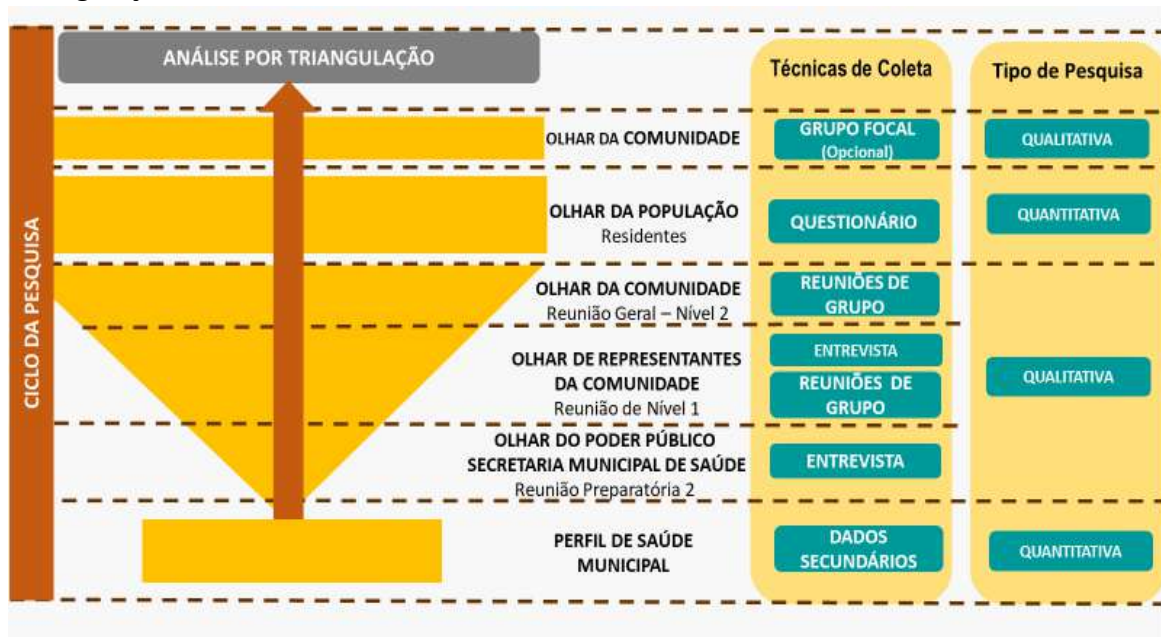 ANÁLISE POR TRIANGULAÇÃO
Técnicas de Coleta
Tipo de Pesquisa
CICLO DA PESQUISA
OLHAR DA COMUNIDADE
GRUPO FOCAL
(Opcional)
QUALITATIVA
OLHAR DA POPULAÇÃO
Residentes
QUESTIONÁRIO
QUANTITATIVA
OLHAR DA COMUNIDADE
Reunião Geral – Nível 2
REUNIÕES DE
GRUPO
OLHAR DE REPRESENTANTES
DA COMUNIDADE
Reunião de Nível 1
ENTREVISTA
REUNIÕES DE
GRUPO
QUALITATIVA
OLHAR DO PODER PÚBLICO
SECRETARIA MUNICIPAL DE SAÚDE
Reunião Preparatória 2
ENTREVISTA
PERFIL DE SAÚDE
MUNICIPAL
DADOS
SECUNDÁRIOS
QUANTITATIVA